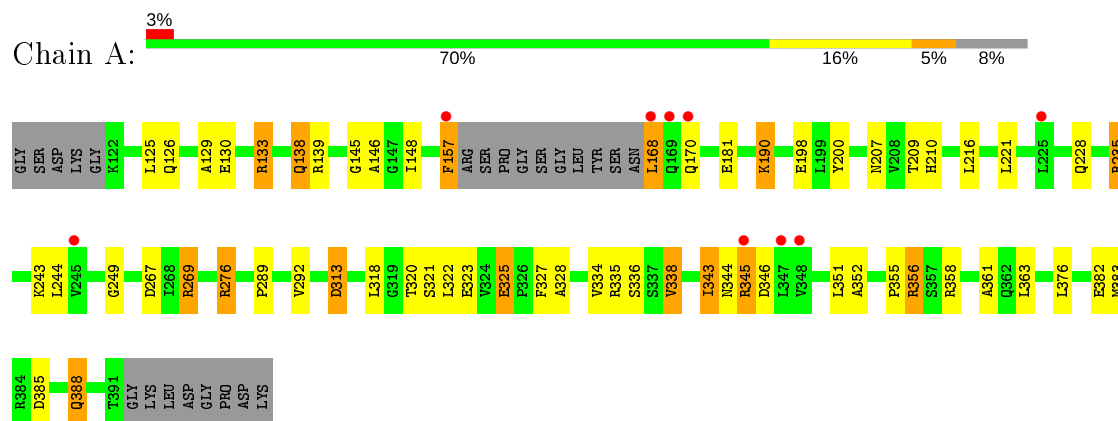 3%
Chain A:
70% 16% 5% 8%
GLY SER ASP LYS GLY K122 L125 Q126 A129 E130 R133 Q138 R139 G145 A146 G147 I148 F157 ARG SER PRO GLY SER GLY LEU TYR SER ASN L168 Q169 Q170 E181 K190 E198 L199 Y200 N207 V208 T209 H210 L216 L221 L225 Q228
K243 L244 V245 G249 D267 I268 R269 R276 P289 V292 D313 L318 G319 T320 S321 L322 E323 V324 E325 P326 F327 A328 V334 R335 S336 S337 V338 I343 N344 R345 D346 L347 V348 L351 A352 P355 R356 S357 R358 A361 Q362 L363 L376 E382 M383
R384 D385 Q388 T391 GLY LYS LEU ASP GLY PRO ASP LYS